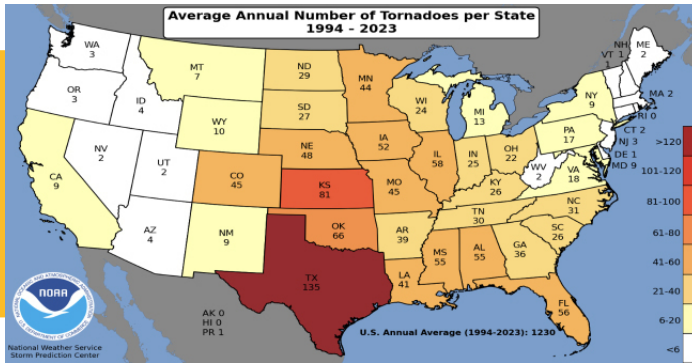 Average Annual Number of Tornadoes per State
1994 - 2023
WA
3
OR
3
CA
9
NV
2
ID
4
MT
7
WY
10
UT
2
AZ
4
CO
45
NM
9
ND
29
SD
27
NE
48
KS
81
OK
66
TX
135
MN
44
IA
52
MO
45
AR
39
LA
41
WI
24
IL
58
MS
55
MI
13
IN
25
OH
22
KY
26
TN
30
AL
55
GA
36
FL
56
SC
26
NC
31
VA
18
WV
2
PA
17
NY
9
VT
1
NH
1
ME
2
MA 2
RI 0
CT 2
NJ 3
DE 1
MD 9
>120
101-120
81-100
61-80
41-60
21-40
6-20
<6
AK 0
HI 0
PR 1
U.S. Annual Average (1994-2023): 1230
NOAA
National Weather Service
Storm Prediction Center